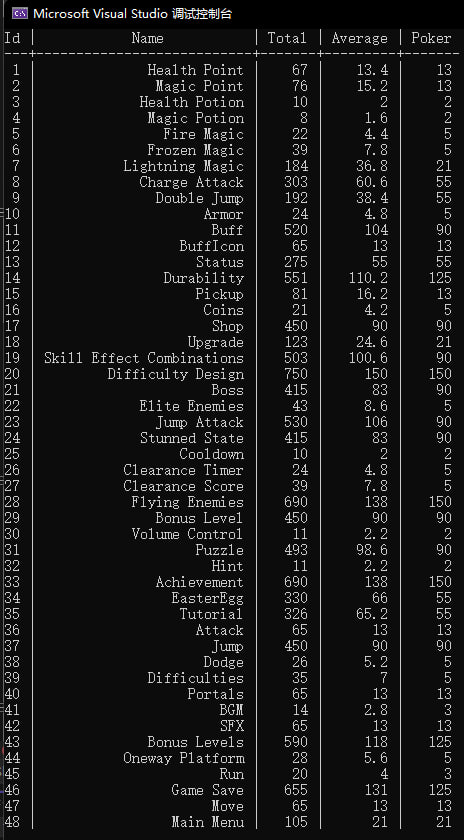 Microsoft Visual Studio 调试控制台
Id | Name | Total | Average | Poker
1 | Health Point | 67 | 13.4 | 13
2 | Magic Point | 76 | 15.2 | 13
3 | Health Potion | 10 | 2 | 2
4 | Magic Potion | 8 | 1.6 | 2
5 | Fire Magic | 22 | 4.4 | 5
6 | Frozen Magic | 39 | 7.8 | 5
7 | Lightning Magic | 184 | 36.8 | 21
8 | Charge Attack | 303 | 60.6 | 55
9 | Double Jump | 192 | 38.4 | 55
10 | Armor | 24 | 4.8 | 5
11 | Buff | 520 | 104 | 90
12 | BuffIcon | 65 | 13 | 13
13 | Status | 275 | 55 | 55
14 | Durability | 551 | 110.2 | 125
15 | Pickup | 81 | 16.2 | 13
16 | Coins | 21 | 4.2 | 5
17 | Shop | 450 | 90 | 90
18 | Upgrade | 123 | 24.6 | 21
19 | Skill Effect Combinations | 503 | 100.6 | 90
20 | Difficulty Design | 750 | 150 | 150
21 | Boss | 415 | 83 | 90
22 | Elite Enemies | 43 | 8.6 | 5
23 | Jump Attack | 530 | 106 | 90
24 | Stunned State | 415 | 83 | 90
25 | Cooldown | 10 | 2 | 2
26 | Clearance Timer | 24 | 4.8 | 5
27 | Clearance Score | 39 | 7.8 | 5
28 | Flying Enemies | 690 | 138 | 150
29 | Bonus Level | 450 | 90 | 90
30 | Volume Control | 11 | 2.2 | 2
31 | Puzzle | 493 | 98.6 | 90
32 | Hint | 11 | 2.2 | 2
33 | Achievement | 690 | 138 | 150
34 | EasterEgg | 330 | 66 | 55
35 | Tutorial | 326 | 65.2 | 55
36 | Attack | 65 | 13 | 13
37 | Jump | 450 | 90 | 90
38 | Dodge | 26 | 5.2 | 5
39 | Difficulties | 35 | 7 | 5
40 | Portals | 65 | 13 | 13
41 | BGM | 14 | 2.8 | 3
42 | SFX | 65 | 13 | 13
43 | Bonus Levels | 590 | 118 | 125
44 | Oneway Platform | 28 | 5.6 | 5
45 | Run | 20 | 4 | 3
46 | Game Save | 655 | 131 | 125
47 | Move | 65 | 13 | 13
48 | Main Menu | 105 | 21 | 21